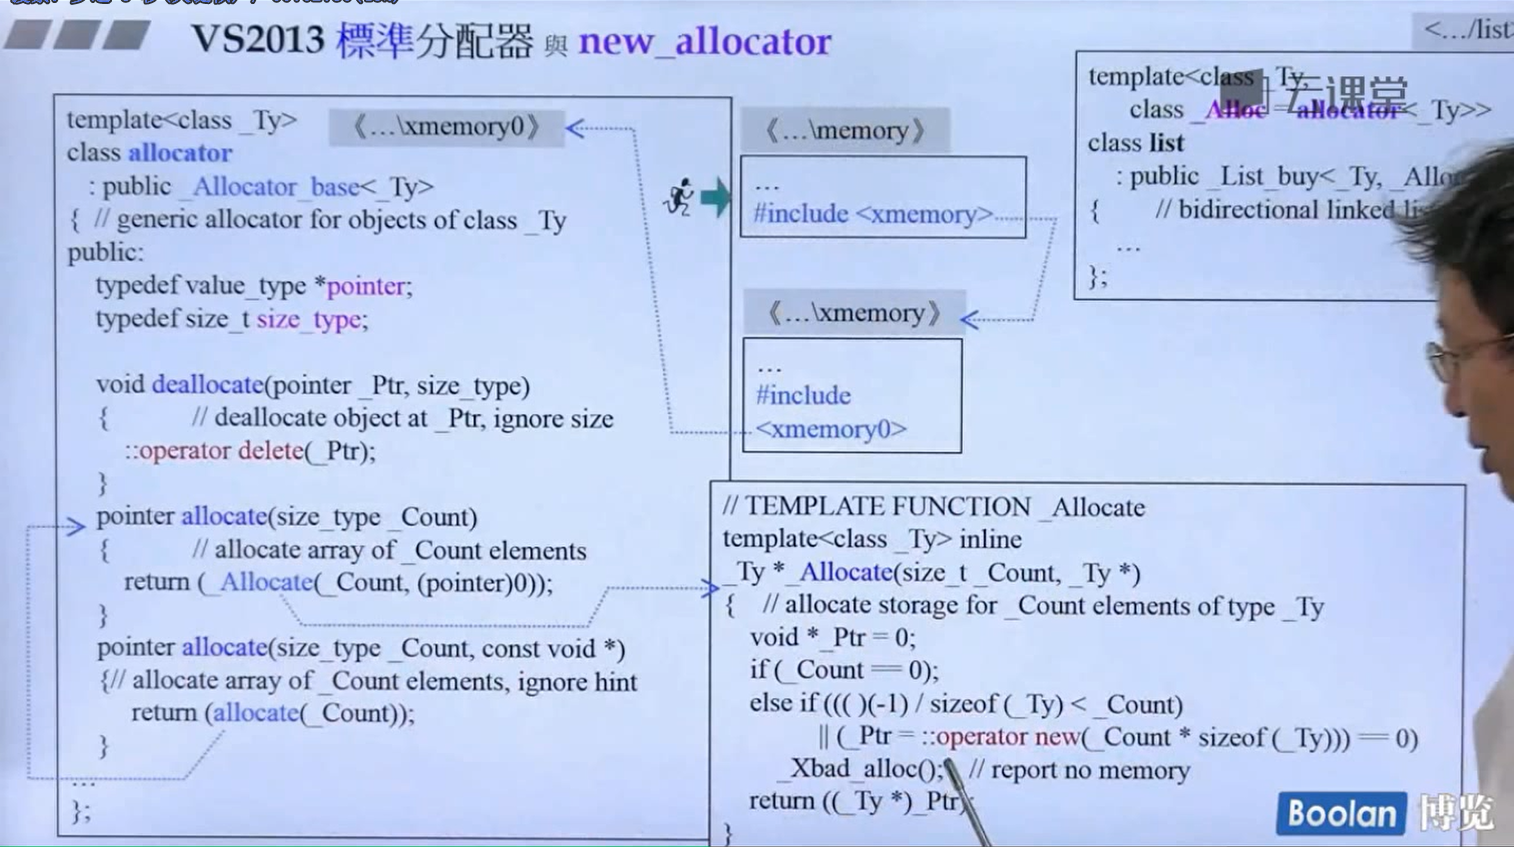 VS2013 標準分配器 與 new_allocator
template<class _Ty>
《…\xmemory0》
class allocator
: public _Allocator_base<_Ty>
{ // generic allocator for objects of class _Ty
public:
typedef value_type *pointer;
typedef size_t size_type;
void deallocate(pointer _Ptr, size_type)
{ // deallocate object at _Ptr, ignore size
::operator delete(_Ptr);
}
pointer allocate(size_type _Count)
{ // allocate array of _Count elements
return (_Allocate(_Count, (pointer)0));
}
pointer allocate(size_type _Count, const void *)
{// allocate array of _Count elements, ignore hint
return (allocate(_Count));
}
…
};
《…\memory》
…
#include <xmemory>
《…\xmemory》
…
#include
<xmemory0>
<…/list
template<class _Ty,
class _Alloc = allocator<_Ty>>
class list
: public _List_buy<_Ty, _Allo
{ // bidirectional linked lis
…
};
云课堂
// TEMPLATE FUNCTION _Allocate
template<class _Ty> inline
_Ty *_Allocate(size_t _Count, _Ty *)
{ // allocate storage for _Count elements of type _Ty
void *_Ptr = 0;
if (_Count == 0);
else if ((( )(-1) / sizeof (_Ty) < _Count)
|| (_Ptr = ::operator new(_Count * sizeof (_Ty))) == 0)
_Xbad_alloc(); // report no memory
return ((_Ty *)_Ptr);
}
Boolan 博览